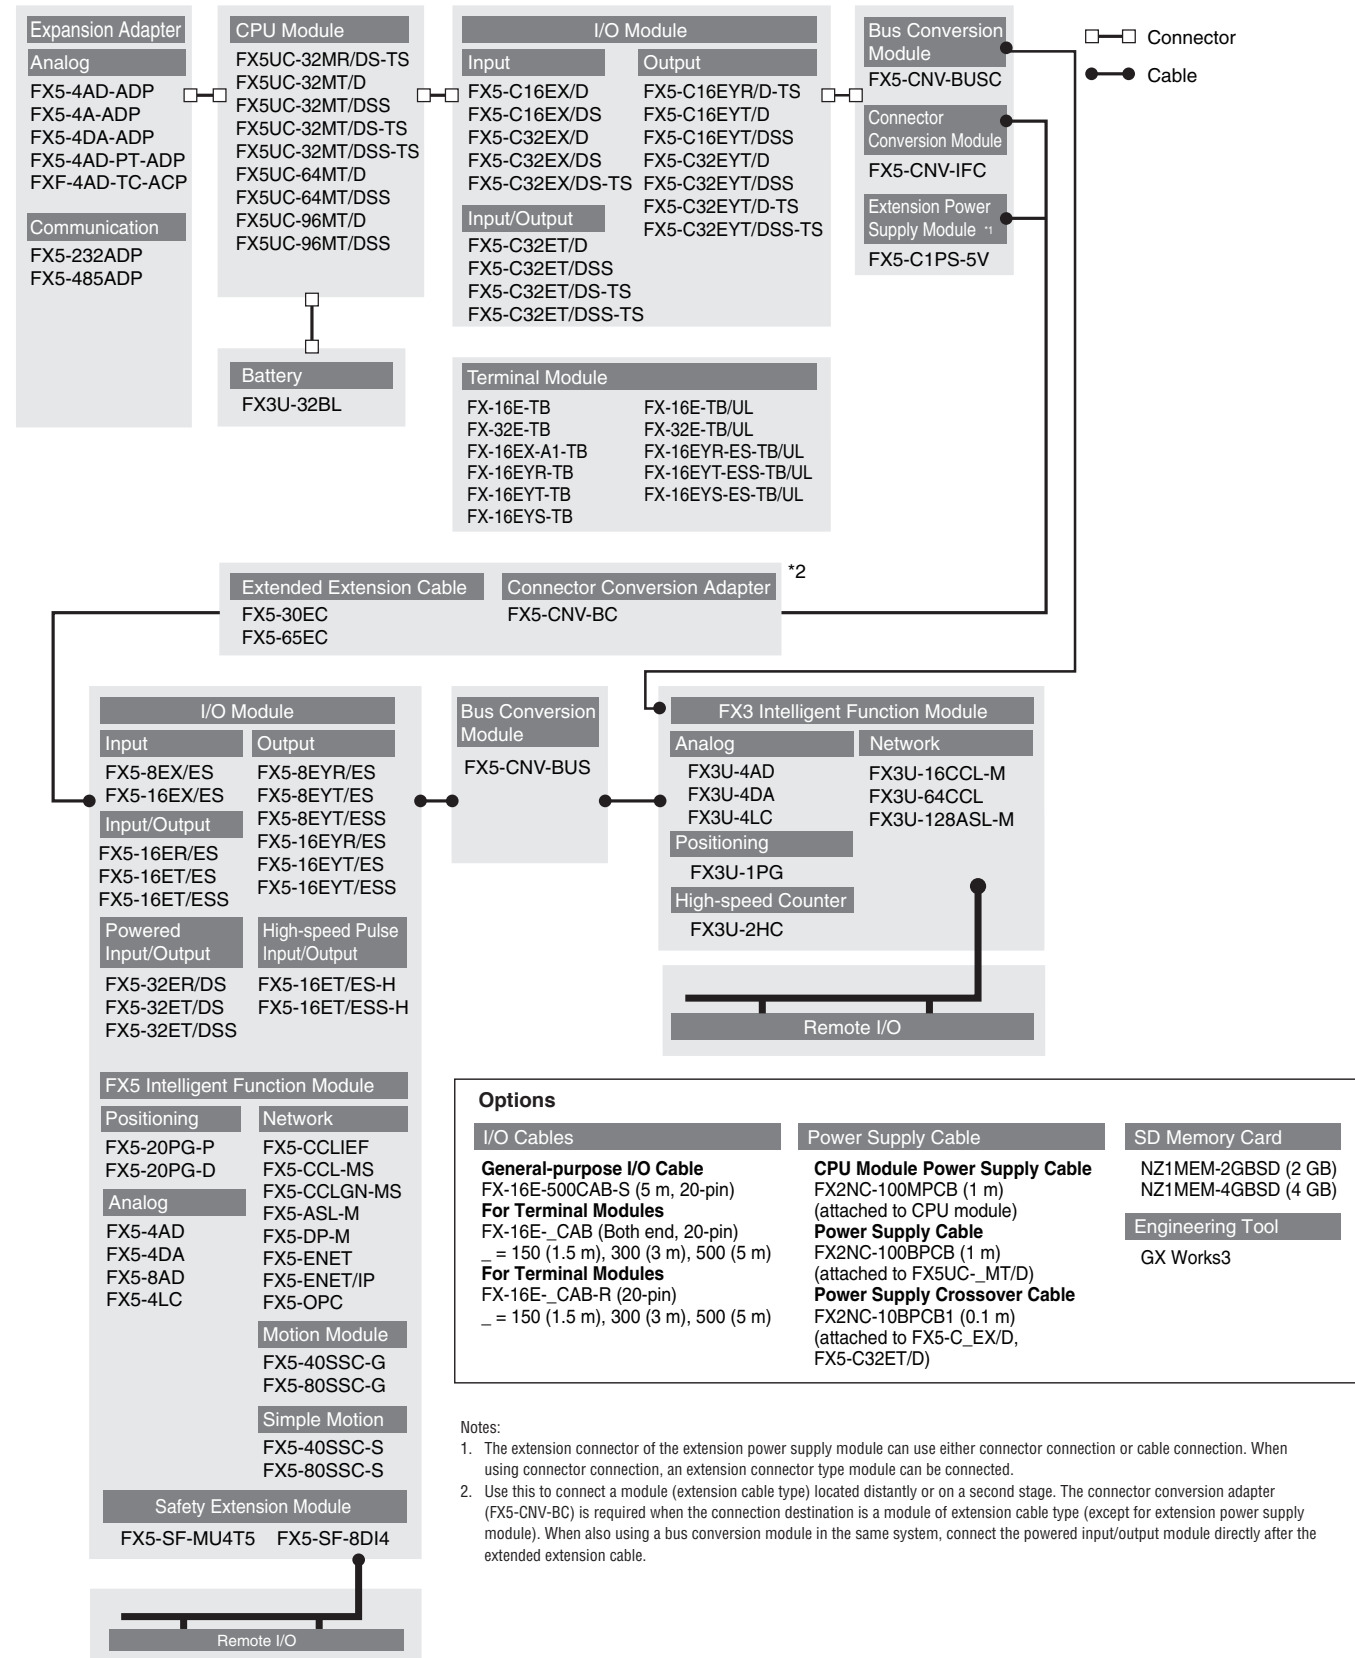 Expansion Adapter
Analog
FX5-4AD-ADP
FX5-4A-ADP
FX5-4DA-ADP
FX5-4AD-PT-ADP
FXF-4AD-TC-ACP
Communication
FX5-232ADP
FX5-485ADP
CPU Module
FX5UC-32MR/DS-TS
FX5UC-32MT/D
FX5UC-32MT/DSS
FX5UC-32MT/DS-TS
FX5UC-32MT/DSS-TS
FX5UC-64MT/D
FX5UC-64MT/DSS
FX5UC-96MT/D
FX5UC-96MT/DSS
Battery
FX3U-32BL
I/O Module
Input
FX5-C16EX/D
FX5-C16EX/DS
FX5-C32EX/D
FX5-C32EX/DS
FX5-C32EX/DS-TS
Input/Output
FX5-C32ET/D
FX5-C32ET/DSS
FX5-C32ET/DS-TS
FX5-C32ET/DSS-TS
Output
FX5-C16EYR/D-TS
FX5-C16EYT/D
FX5-C16EYT/DSS
FX5-C32EYT/D
FX5-C32EYT/DSS
FX5-C32EYT/D-TS
FX5-C32EYT/DSS-TS
Bus Conversion
Module
FX5-CNV-BUSC
Connector
Conversion Module
FX5-CNV-IFC
Extension Power
Supply Module *1
FX5-C1PS-5V
Connector
Cable
Terminal Module
FX-16E-TB
FX-32E-TB
FX-16EX-A1-TB
FX-16EYR-TB
FX-16EYT-TB
FX-16EYS-TB
FX-16E-TB/UL
FX-32E-TB/UL
FX-16EYR-ES-TB/UL
FX-16EYT-ESS-TB/UL
FX-16EYS-ES-TB/UL
*2
Extended Extension Cable
FX5-30EC
FX5-65EC
Connector Conversion Adapter
FX5-CNV-BC
I/O Module
Input
FX5-8EX/ES
FX5-16EX/ES
Input/Output
FX5-16ER/ES
FX5-16ET/ES
FX5-16ET/ESS
Output
FX5-8EYR/ES
FX5-8EYT/ES
FX5-8EYT/ESS
FX5-16EYR/ES
FX5-16EYT/ES
FX5-16EYT/ESS
Powered
Input/Output
FX5-32ER/DS
FX5-32ET/DS
FX5-32ET/DSS
High-speed Pulse
Input/Output
FX5-16ET/ES-H
FX5-16ET/ESS-H
FX5 Intelligent Function Module
Positioning
FX5-20PG-P
FX5-20PG-D
Analog
FX5-4AD
FX5-4DA
FX5-8AD
FX5-4LC
Network
FX5-CCLIEF
FX5-CCL-MS
FX5-CCLGN-MS
FX5-ASL-M
FX5-DP-M
FX5-ENET
FX5-ENET/IP
FX5-OPC
Motion Module
FX5-40SSC-G
FX5-80SSC-G
Simple Motion
FX5-40SSC-S
FX5-80SSC-S
Safety Extension Module
FX5-SF-MU4T5 FX5-SF-8DI4
Remote I/O
Bus Conversion
Module
FX5-CNV-BUS
FX3 Intelligent Function Module
Analog
FX3U-4AD
FX3U-4DA
FX3U-4LC
Positioning
FX3U-1PG
High-speed Counter
FX3U-2HC
Network
FX3U-16CCL-M
FX3U-64CCL
FX3U-128ASL-M
Remote I/O
Options
I/O Cables
General-purpose I/O Cable
FX-16E-500CAB-S (5 m, 20-pin)
For Terminal Modules
FX-16E-_CAB (Both end, 20-pin)
_ = 150 (1.5 m), 300 (3 m), 500 (5 m)
For Terminal Modules
FX-16E-_CAB-R (20-pin)
_ = 150 (1.5 m), 300 (3 m), 500 (5 m)
Power Supply Cable
CPU Module Power Supply Cable
FX2NC-100MPCB (1 m)
(attached to CPU module)
Power Supply Cable
FX2NC-100BPCB (1 m)
(attached to FX5UC-_MT/D)
Power Supply Crossover Cable
FX2NC-10BPCB1 (0.1 m)
(attached to FX5-C_EX/D,
FX5-C32ET/D)
SD Memory Card
NZ1MEM-2GBSD (2 GB)
NZ1MEM-4GBSD (4 GB)
Engineering Tool
GX Works3
Notes:
1. The extension connector of the extension power supply module can use either connector connection or cable connection. When
using connector connection, an extension connector type module can be connected.
2. Use this to connect a module (extension cable type) located distantly or on a second stage. The connector conversion adapter
(FX5-CNV-BC) is required when the connection destination is a module of extension cable type (except for extension power supply
module). When also using a bus conversion module in the same system, connect the powered input/output module directly after the
extended extension cable.